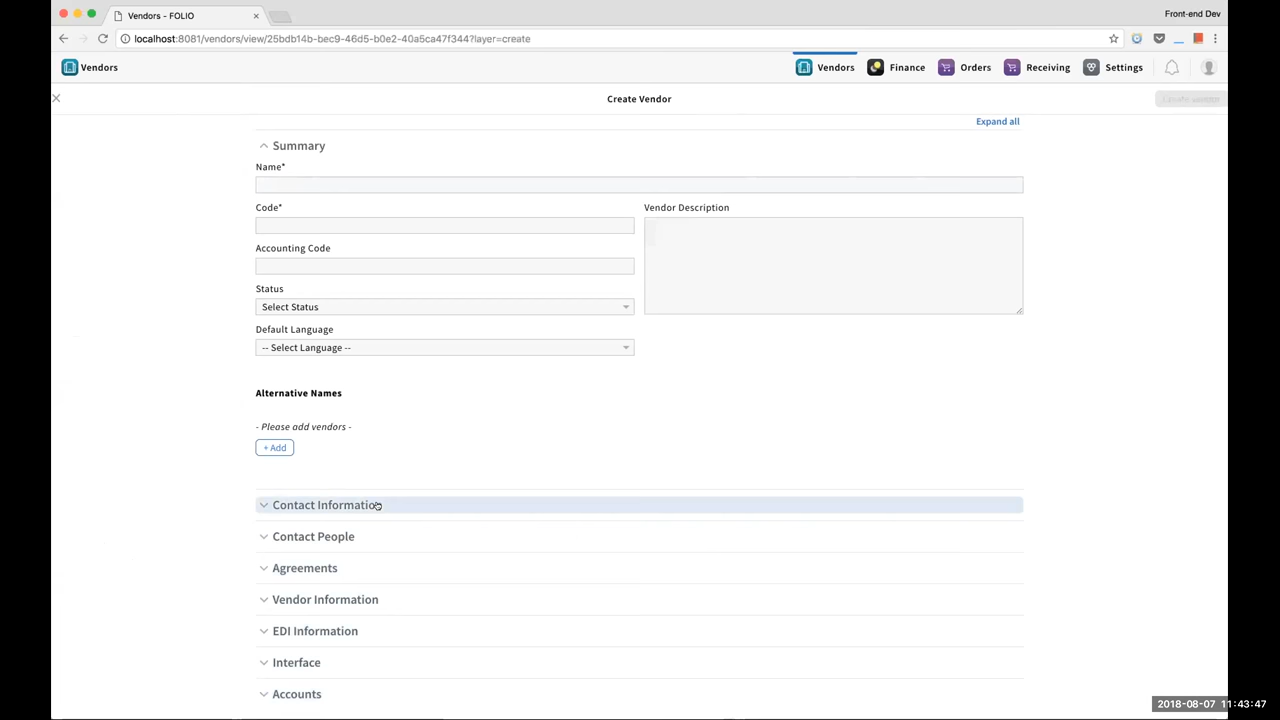 Vendors - FOLIO
Front-end Dev
localhost:8081/vendors/view/25bdb14b-bec9-46d5-b0e2-40a5ca47f344?layer=create
Vendors
Vendors Finance Orders Receiving Settings
Create Vendor
Create vendor
Expand all
Summary
Name*
Code*
Vendor Description
Accounting Code
Status
Select Status
Default Language
-- Select Language --
Alternative Names
- Please add vendors -
+ Add
Contact Information
Contact People
Agreements
Vendor Information
EDI Information
Interface
Accounts
2018-08-07 11:43:47